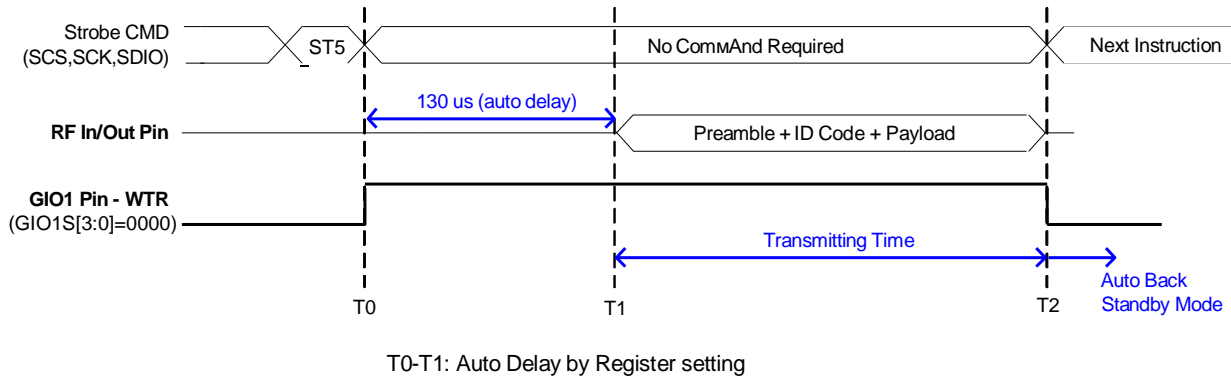 Strobe CMD
(SCS,SCK,SDIO)
ST5
No CommAnd Required
Next Instruction
130 us (auto delay)
RF In/Out Pin
Preamble + ID Code + Payload
GIO1 Pin - WTR
(GIO1S[3:0]=0000)
Transmitting Time
Auto Back
Standby Mode
T0
T1
T2
T0-T1: Auto Delay by Register setting